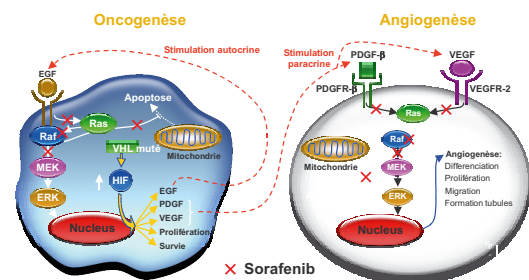 Oncogenèse
Angiogenèse
Stimulation autocrine
Stimulation
paracrine
EGF
Ras
Raf
MEK
ERK
Apoptose
VHL muté
HIF
Mitochondrie
EGF
PDGF
VEGF
Prolifération
Survie
Nucleus
PDGF-β
VEGF
PDGFR-β
VEGFR-2
Ras
Raf
MEK
ERK
Mitochondrie
Angiogenèse:
Differenciation
Prolifération
Migration
Formation tubules
Nucleus
Sorafenib